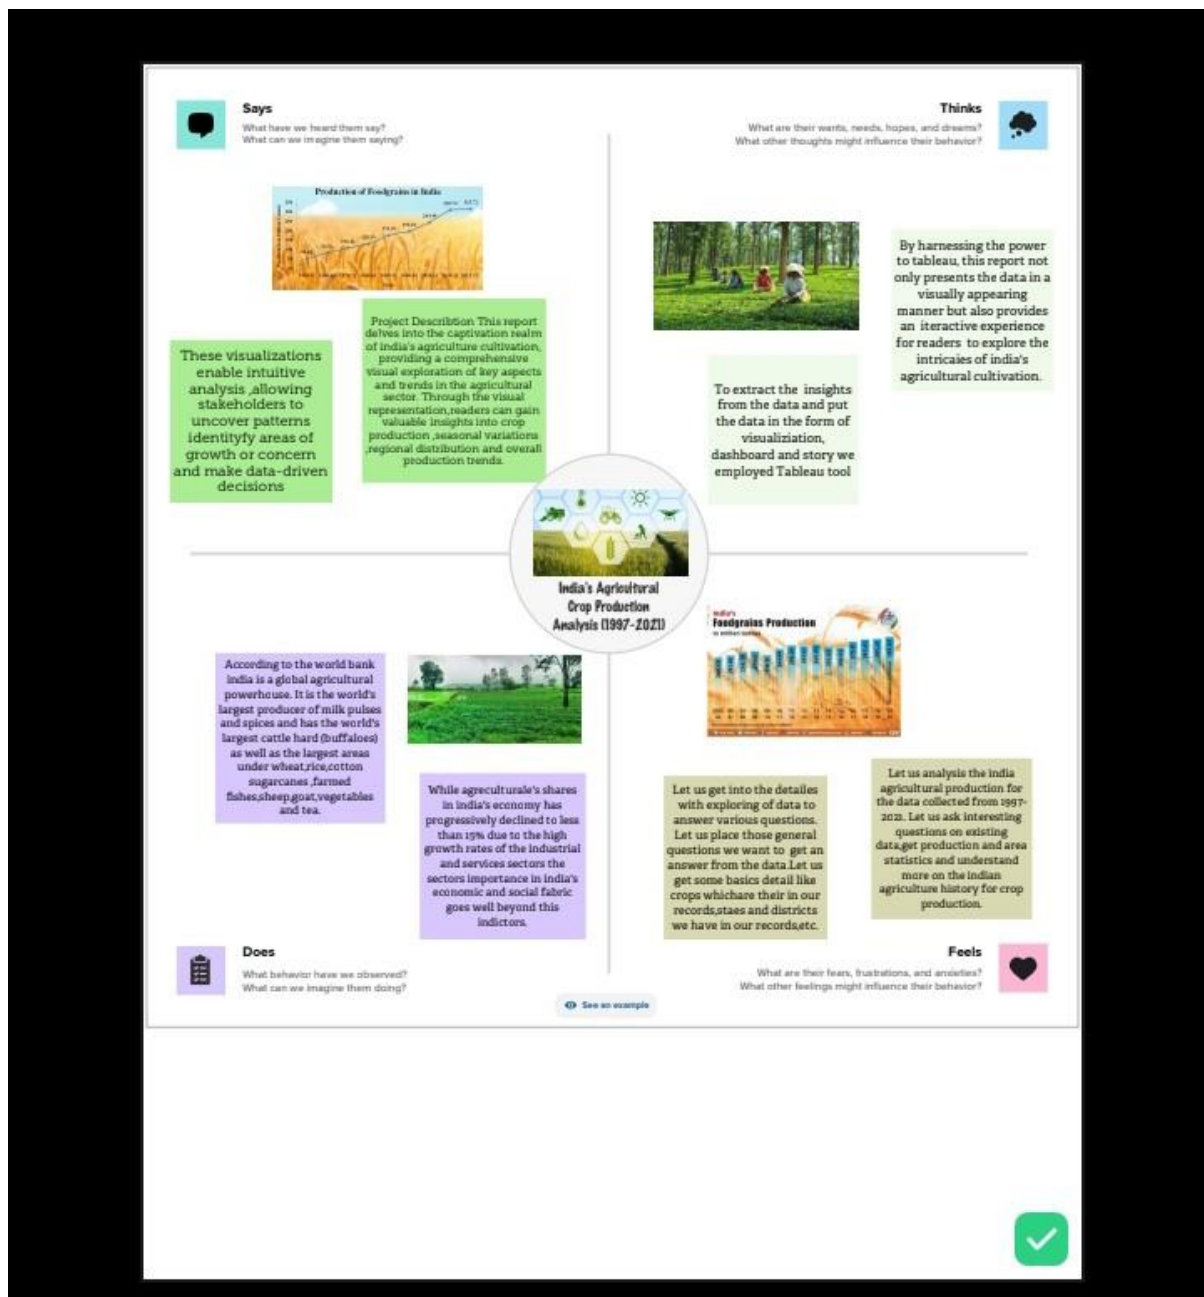 Says
What have we heard them say?
What can we imagine them saying?
Thinks
What are their wants, needs, hopes, and dreams?
What other thoughts might influence their behavior?
Production of Foodgrains in India
These visualizations
enable intuitive
analysis ,allowing
stakeholders to
uncover patterns
identityfy areas of
growth or concern
and make data-driven
decisions
Project Describtion This report
delves into the captivation realm
of india's agriculture cultivation,
providing a comprehensive
visual exploration of key aspects
and trends in the agricultural
sector. Through the visual
representation,readers can gain
valuable insights into crop
production ,seasonal variations
,regional distribution and overall
production trends.
To extract the insights
from the data and put
the data in the form of
visualiziation,
dashboard and story we
employed Tableau tool
By harnessing the power
to tableau, this report not
only presents the data in a
visually appearing
manner but also provides
an iteractive experience
for readers to explore the
intricaies of india's
agricultural cultivation.
India's Agricultural
Crop Production
Analysis (1997-2021)
According to the world bank
india is a global agricultural
powerhouse. It is the world's
largest producer of milk pulses
and spices and has the world's
largest cattle hard (buffaloes)
as well as the largest areas
under wheat,rice,cotton
sugarcanes ,farmed
fishes,sheep,goat,vegetables
and tea.
While agreculturale's shares
in india's economy has
progressively declined to less
than 15% due to the high
growth rates of the industrial
and services sectors the
sectors importance in india's
economic and social fabric
goes well beyond this
indictors.
India's
Foodgrains Production
in million tonnes
Let us get into the detailes
with exploring of data to
answer various questions.
Let us place those general
questions we want to get an
answer from the data.Let us
get some basics detail like
crops whichare their in our
records,staes and districts
we have in our records,etc.
Let us analysis the india
agricultural production for
the data collected from 1997-
2021. Let us ask interesting
questions on existing
data,get production and area
statistics and understand
more on the indian
agriculture history for crop
production.
Does
What behavior have we observed?
What can we imagine them doing?
Feels
What are their fears, frustrations, and anxieties?
What other feelings might influence their behavior?
See an example